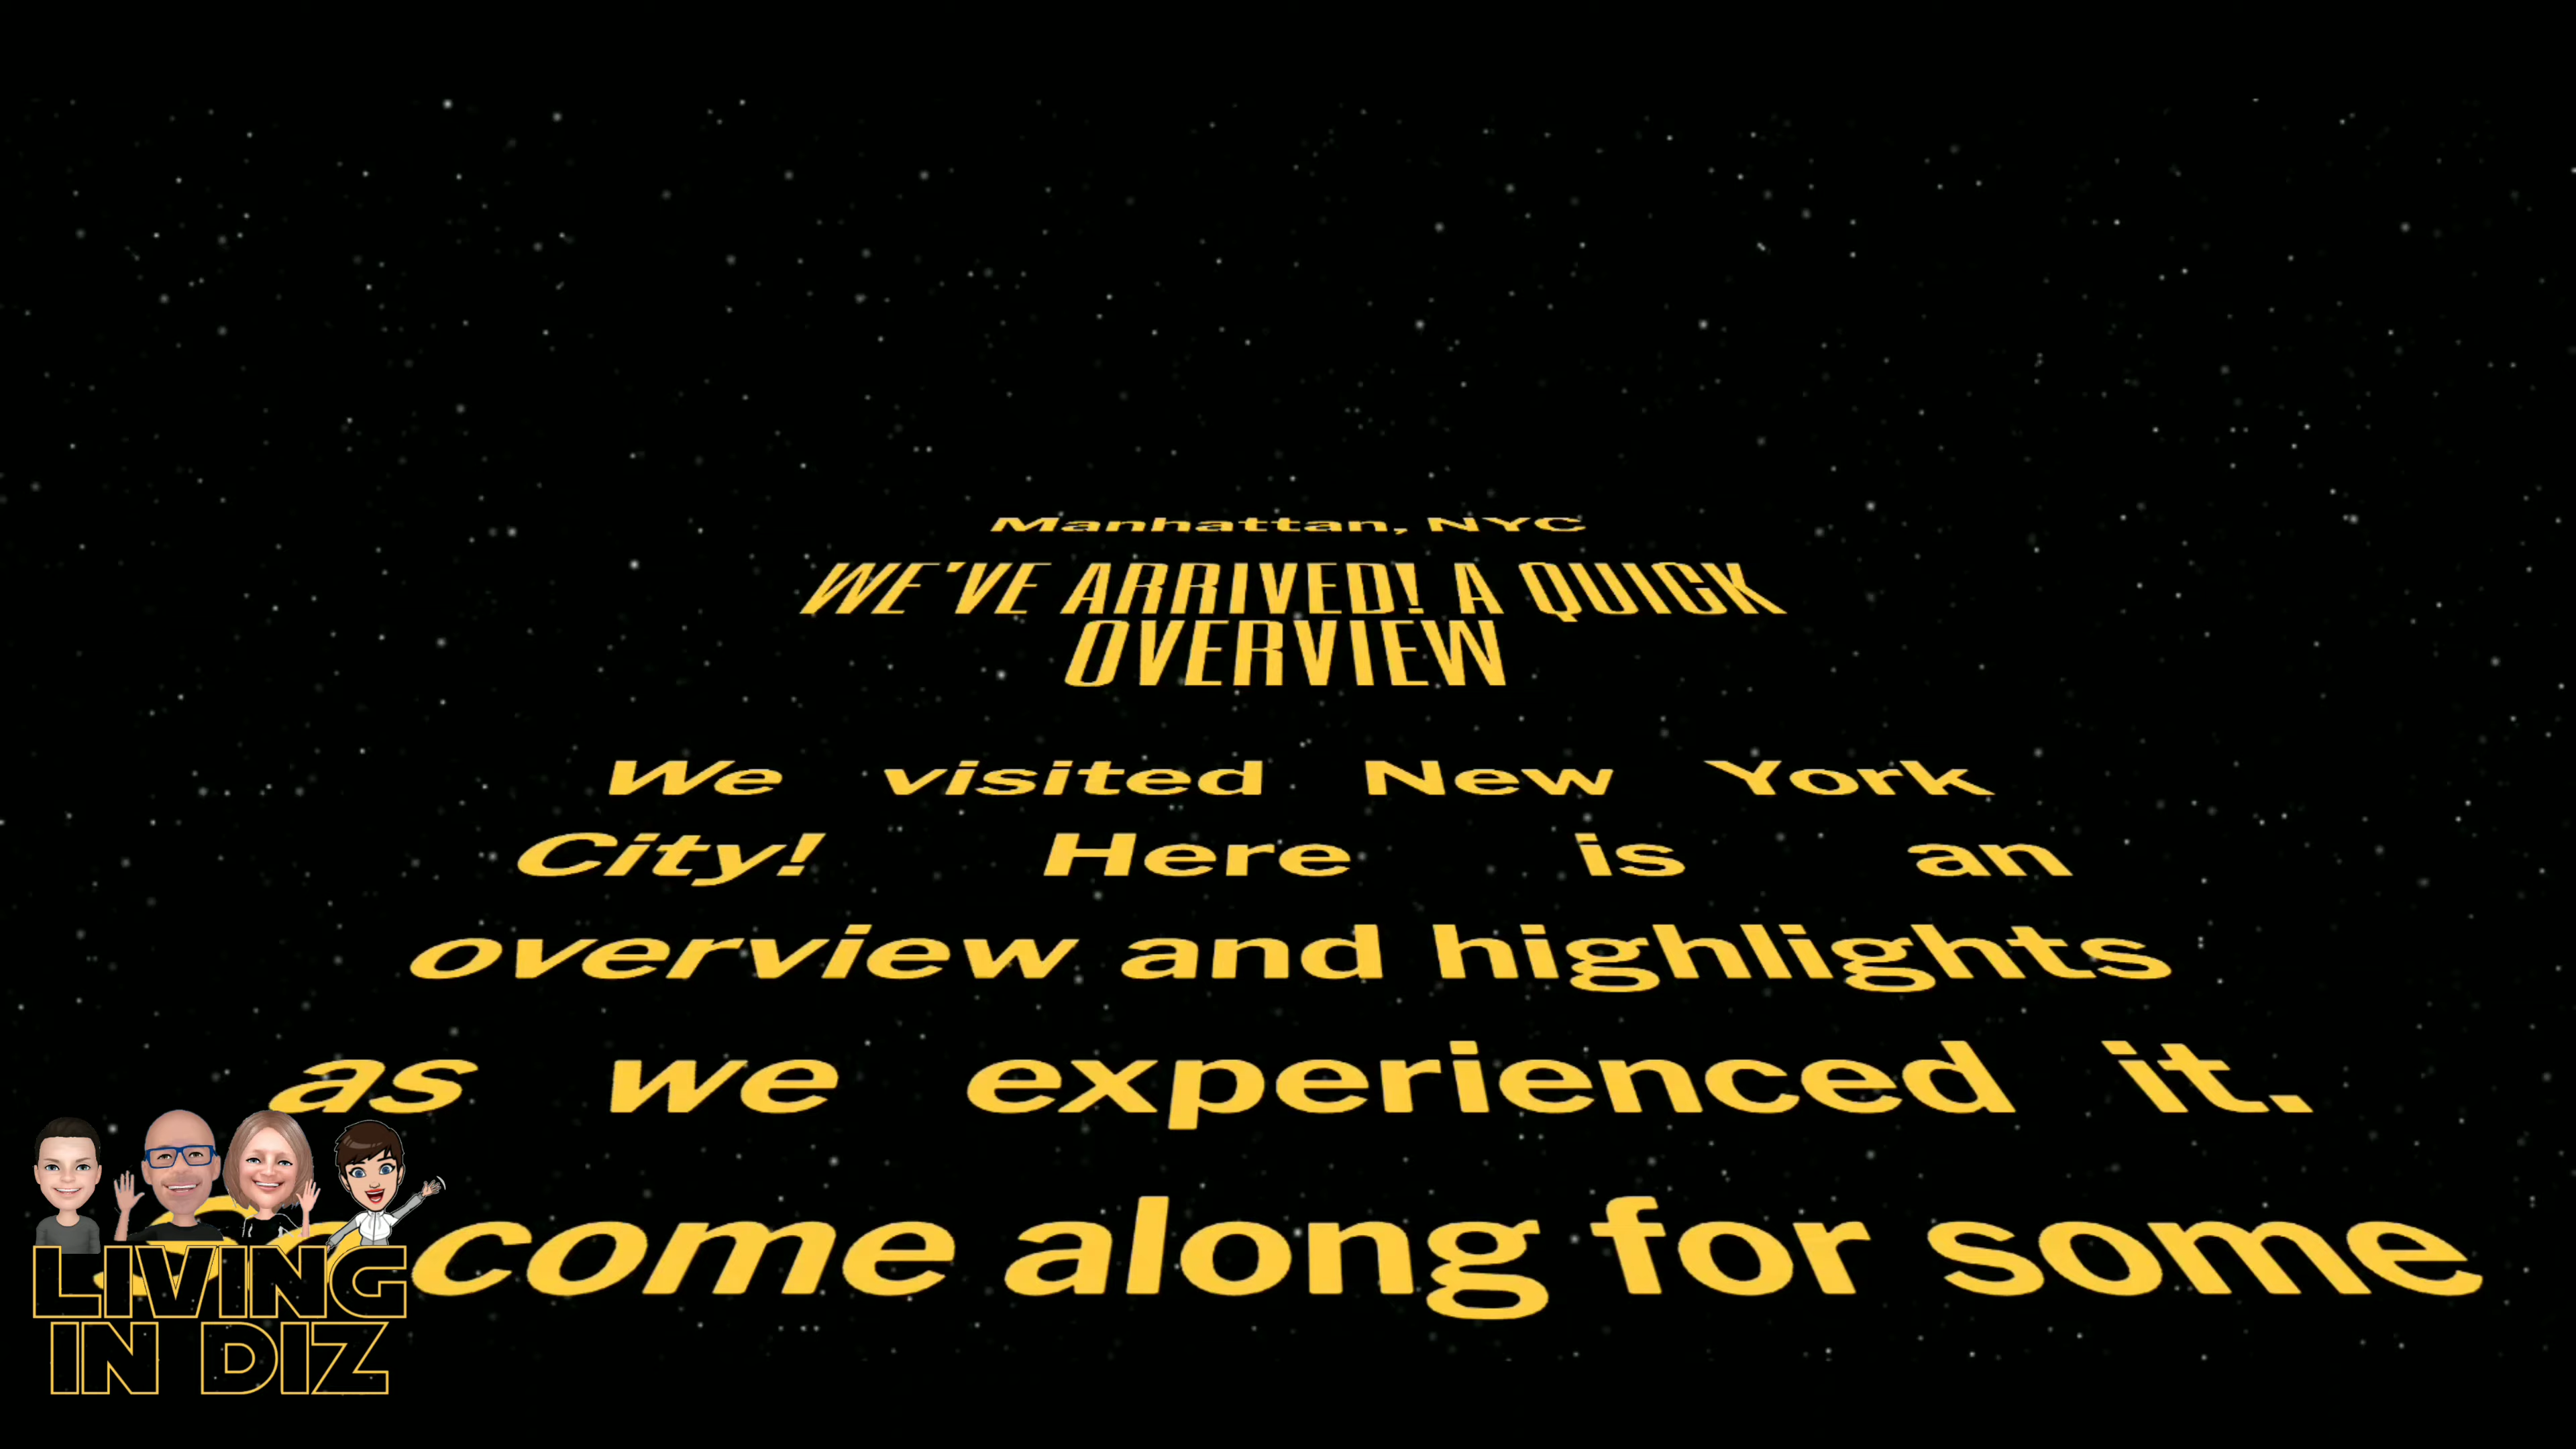 Manhattan, NYC
WE'VE ARRIVED! A QUICK
OVERVIEW
We visited New York
City! Here is an
overview and highlights
as we experienced it.
come along for some
LIVING
IN DIZ